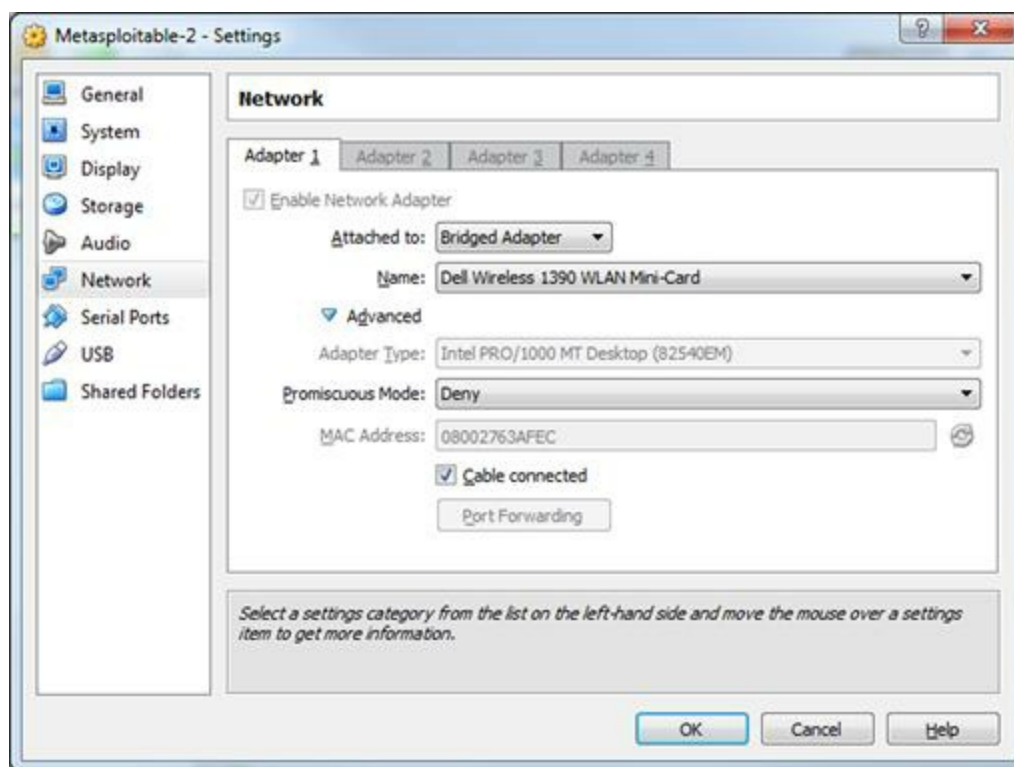 Metasploitable-2 - Settings
General
System
Display
Storage
Audio
Network
Serial Ports
USB
Shared Folders
Network
Adapter 1 Adapter 2 Adapter 3 Adapter 4
Enable Network Adapter
Attached to: Bridged Adapter
Name: Dell Wireless 1390 WLAN Mini-Card
Advanced
Adapter Type: Intel PRO/1000 MT Desktop (82540EM)
Promiscuous Mode: Deny
MAC Address: 08002763AFEC
Cable connected
Port Forwarding
Select a settings category from the list on the left-hand side and move the mouse over a settings
item to get more information.
OK Cancel Help